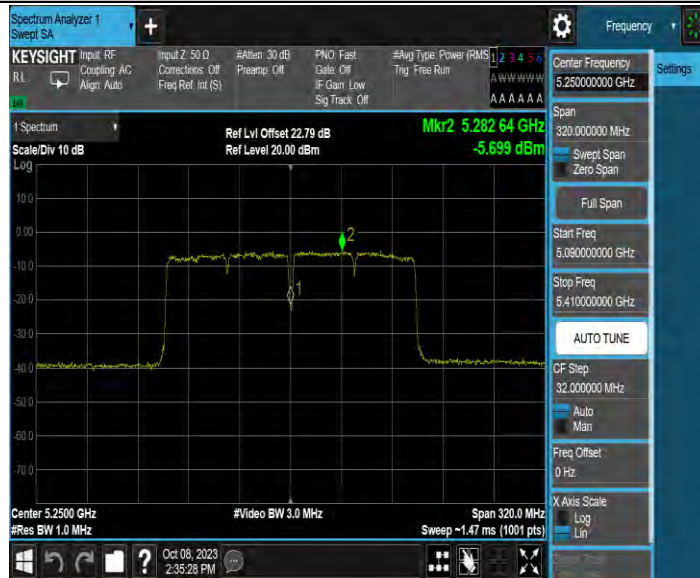 Spectrum Analyzer 1
Swept SA
Frequency
KEYSIGHT
Input: RF
Coupling: AC
Align: Auto
RL
Input Z: 50 Ω
Corrections: Off
Freq Ref: Int (S)
#Atten: 30 dB
Preamp: Off
PNO: Fast
Gate: Off
IF Gain: Low
Sig Track: Off
#Avg Type: Power (RMS
Trig: Free Run
1 2 3 4 5 6
A W W W W W
A A A A A A
1 Spectrum
Scale/Div 10 dB
Log
Ref Lvl Offset 22.79 dB
Ref Level 20.00 dBm
Mkr2 5.282 64 GHz
-5.699 dBm
10.0
0.00
-10.0
-20.0
-30.0
-40.0
-50.0
-60.0
-70.0
2
1
Center 5.2500 GHz
#Res BW 1.0 MHz
#Video BW 3.0 MHz
Span 320.0 MHz
Sweep ~1.47 ms (1001 pts)
Center Frequency
5.250000000 GHz
Settings
Span
320.000000 MHz
Swept Span
Zero Span
Full Span
Start Freq
5.090000000 GHz
Stop Freq
5.410000000 GHz
AUTO TUNE
CF Step
32.000000 MHz
Auto
Man
Freq Offset
0 Hz
X Axis Scale
Log
Lin
Oct 08, 2023
2:35:28 PM